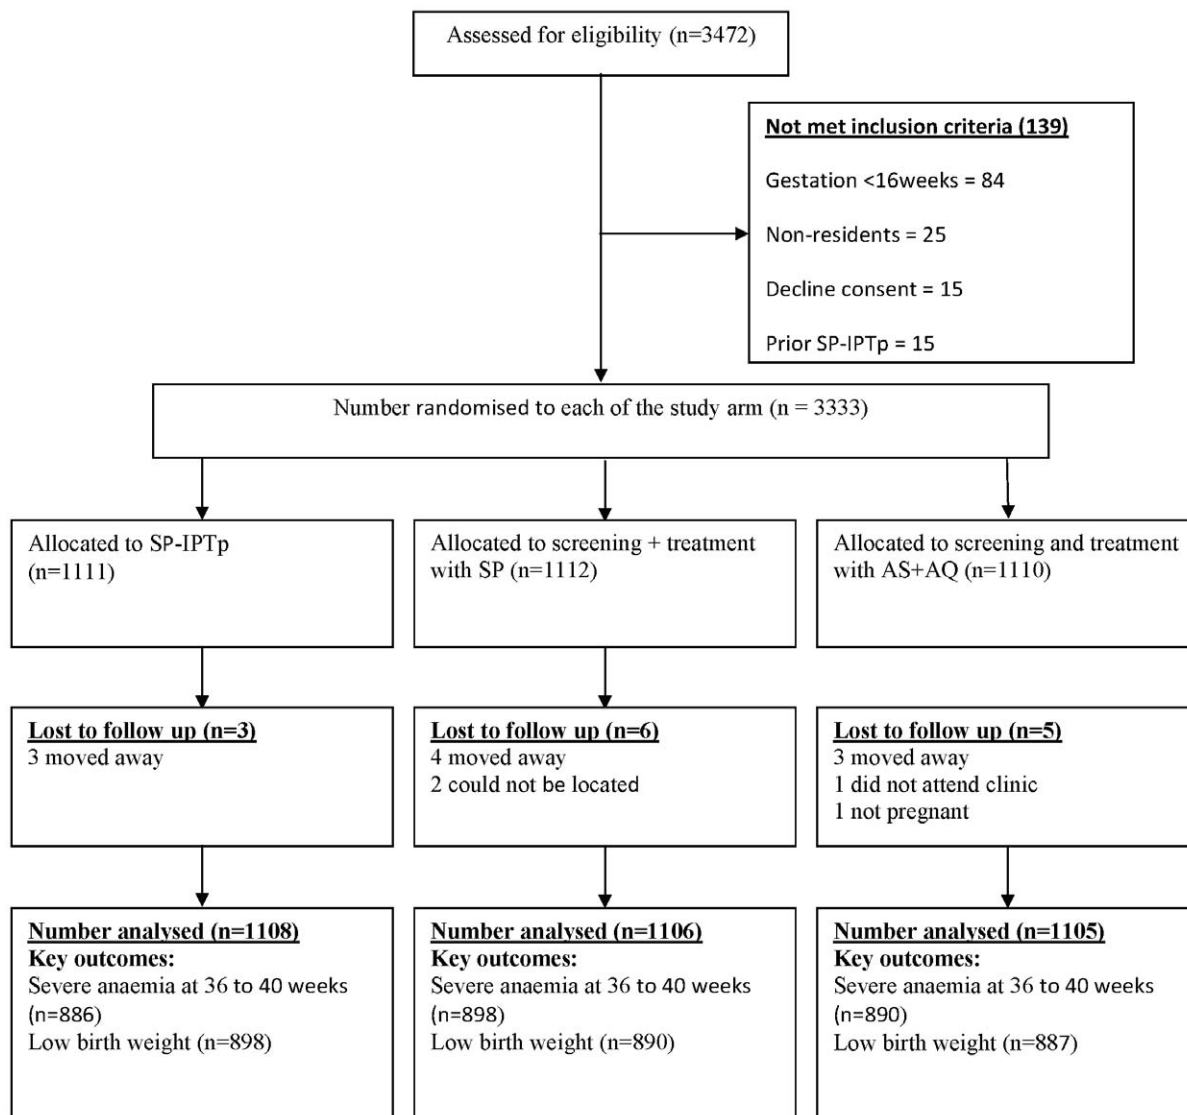 Assessed for eligibility (n=3472)
Not met inclusion criteria (139)
Gestation <16weeks = 84
Non-residents = 25
Decline consent = 15
Prior SP-IPTp = 15
Number randomised to each of the study arm (n = 3333)
Allocated to SP-IPTp
(n=1111)
Allocated to screening + treatment
with SP (n=1112)
Allocated to screening and treatment
with AS+AQ (n=1110)
Lost to follow up (n=3)
3 moved away
Lost to follow up (n=6)
4 moved away
2 could not be located
Lost to follow up (n=5)
3 moved away
1 did not attend clinic
1 not pregnant
Number analysed (n=1108)
Key outcomes:
Severe anaemia at 36 to 40 weeks
(n=886)
Low birth weight (n=898)
Number analysed (n=1106)
Key outcomes:
Severe anaemia at 36 to 40 weeks
(n=898)
Low birth weight (n=890)
Number analysed (n=1105)
Key outcomes:
Severe anaemia at 36 to 40 weeks
(n=890)
Low birth weight (n=887)